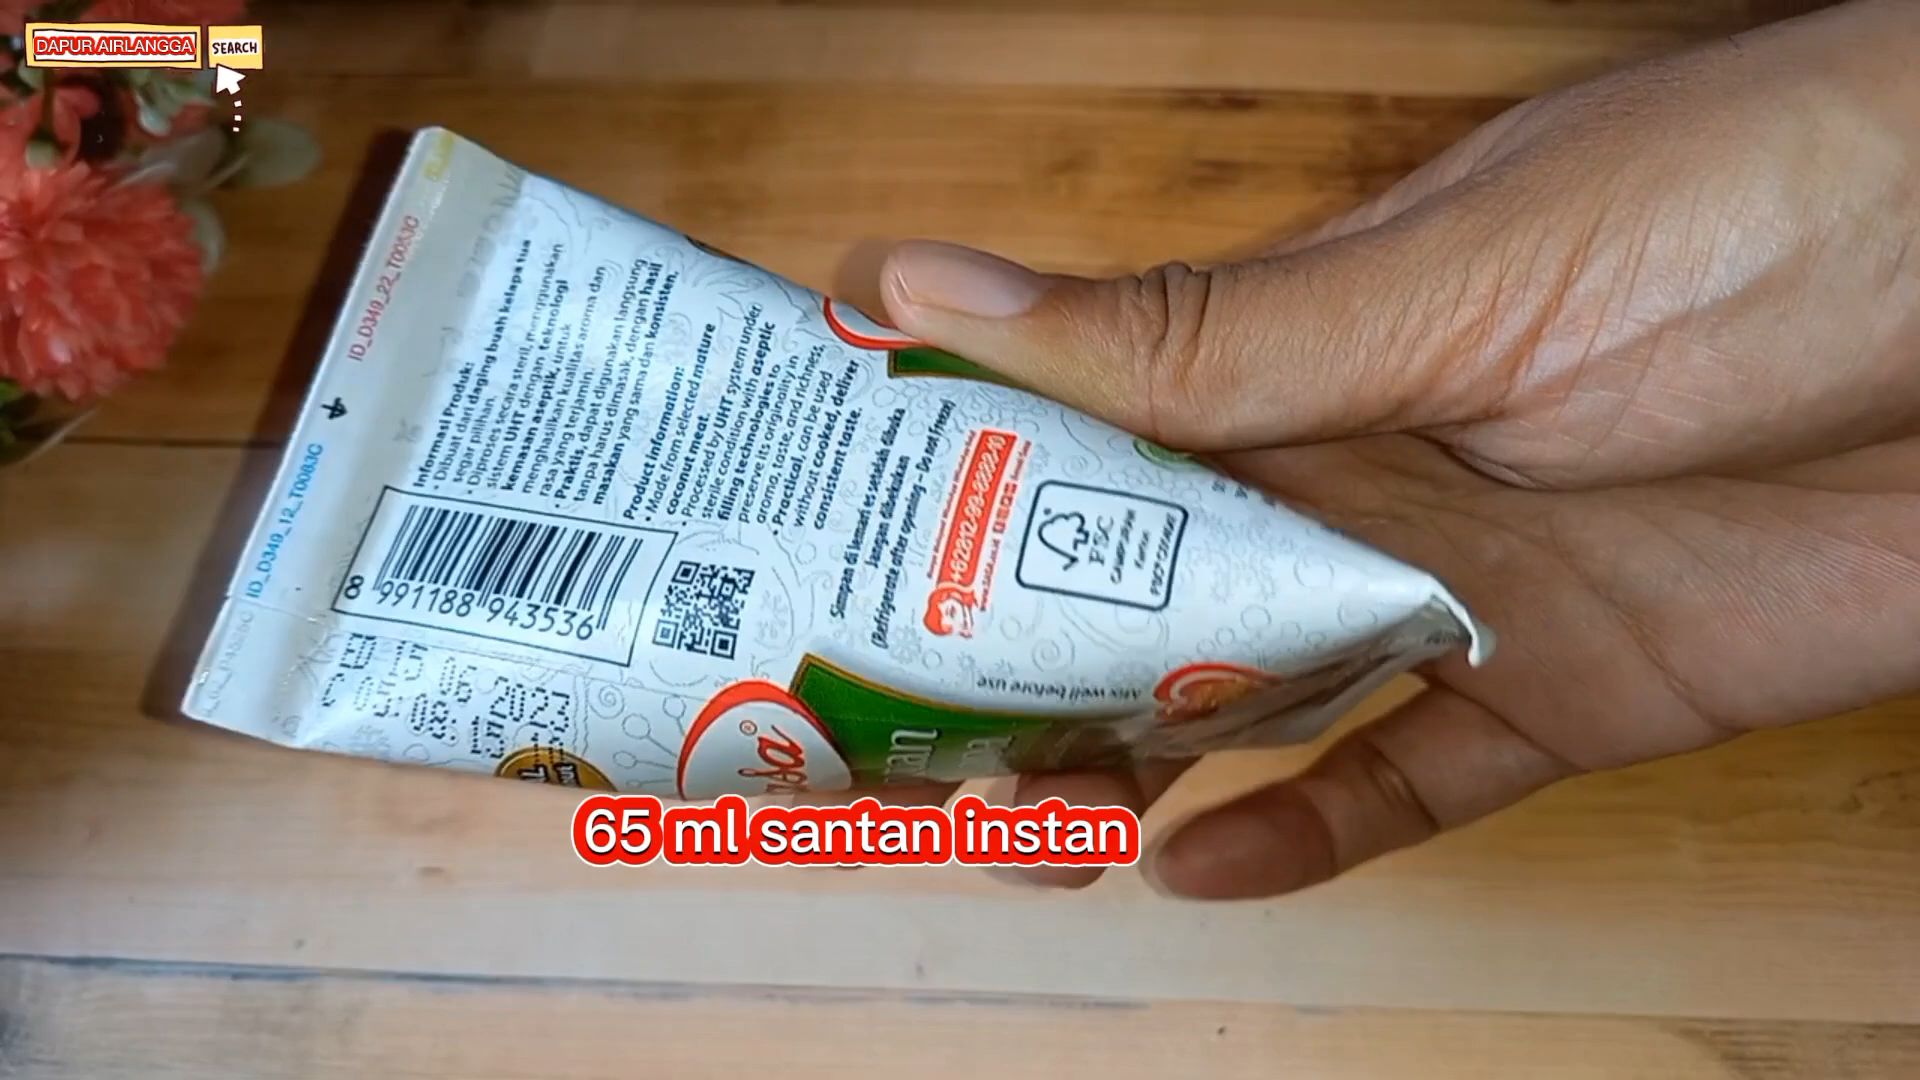 DAPUR AIRLANGGA
SEARCH
ID_D349_22_T0083C
ID_D349_12_T0083C
Informasi Produk:
• Dibuat dari daging buah kelapa tua
segar pilihan.
• Diproses secara steril, menggunakan
sistem UHT dengan teknologi
kemasan aseptik, untuk
menghasilkan kualitas aroma dan
rasa yang terjamin.
• Praktis, dapat digunakan langsung
tanpa harus dimasak, dengan hasil
masakan yang sama dan konsisten.
Product information:
• Made from selected mature
coconut meat.
• Processed by UHT system under
sterile condition with aseptic
filling technologies to
preserve its originality in
aroma, taste, and richness.
• Practical, can be used
without cooked, deliver
consistent taste.
8 991188 943536
Simpan di lemari es setelah dibuka
Jangan dibekukan
(Refrigerate after opening – Do not freeze)
FSC
Mix well before use
®
65 ml santan instan